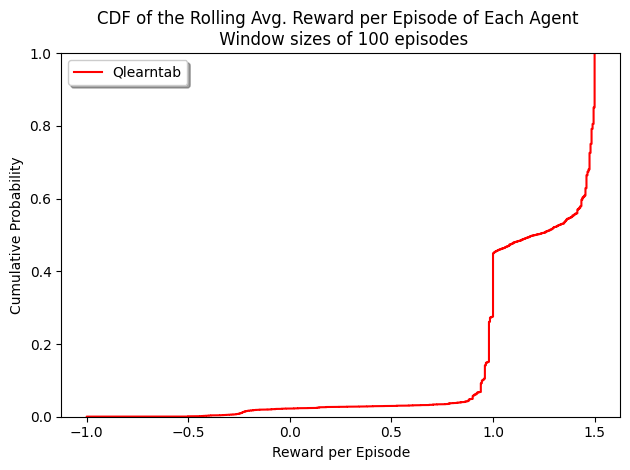 CDF of the Rolling Avg. Reward per Episode of Each Agent
Window sizes of 100 episodes
Qlearntab
1.0
0.8
0.6
0.4
0.2
0.0
Cumulative Probability
−1.0 −0.5 0.0 0.5 1.0 1.5
Reward per Episode